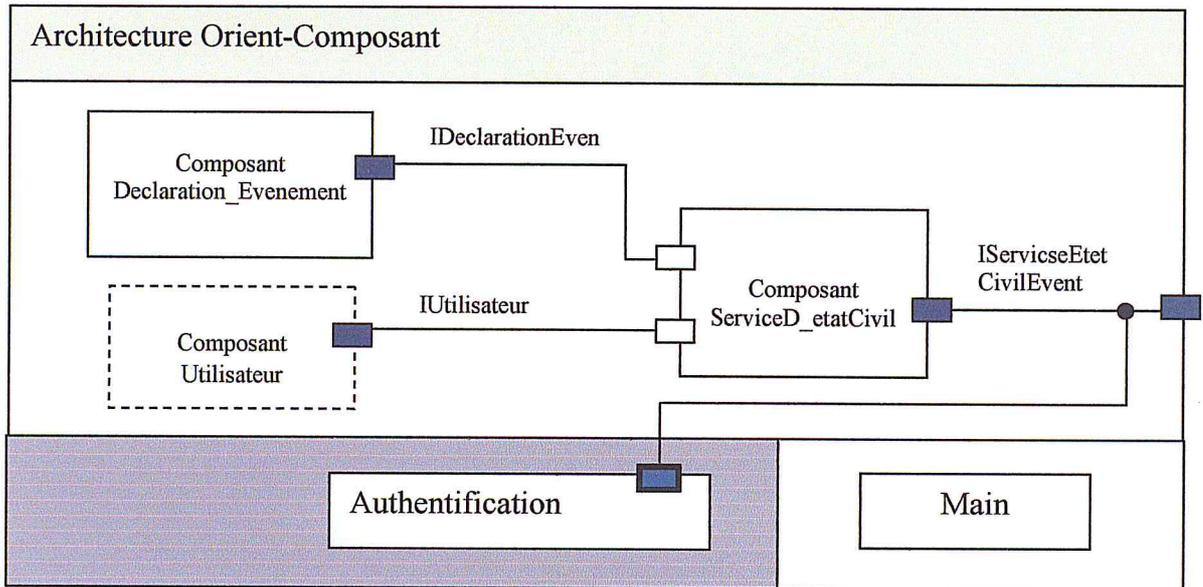 Architecture Orient-Composant
IDeclarationEven
Composant
Declaration_Evenement
IServicseEtet
CivilEvent
Composant
ServiceD_etatCivil
IUtilisateur
Composant
Utilisateur
Authentification
Main